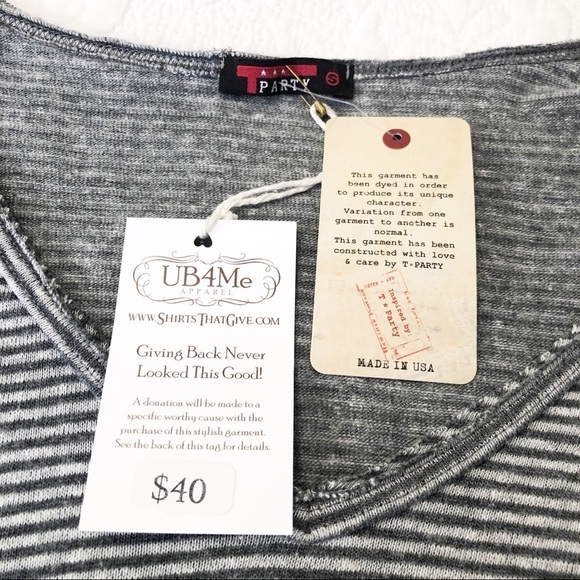 T PARTY
S
UB4Me
APPAREL
www.ShirtsThatGive.com
Giving Back Never
Looked This Good!
A donation will be made to a
specific worthy cause with the
purchase of this stylish garment.
See the back of this tag for details.
$40
This garment has
been dyed in order
to produce its unique
character.
Variation from one
garment to another is
normal.
This garment has been
constructed with love
& care by T★PARTY
Inspired by
T ★ Party
MADE IN USA